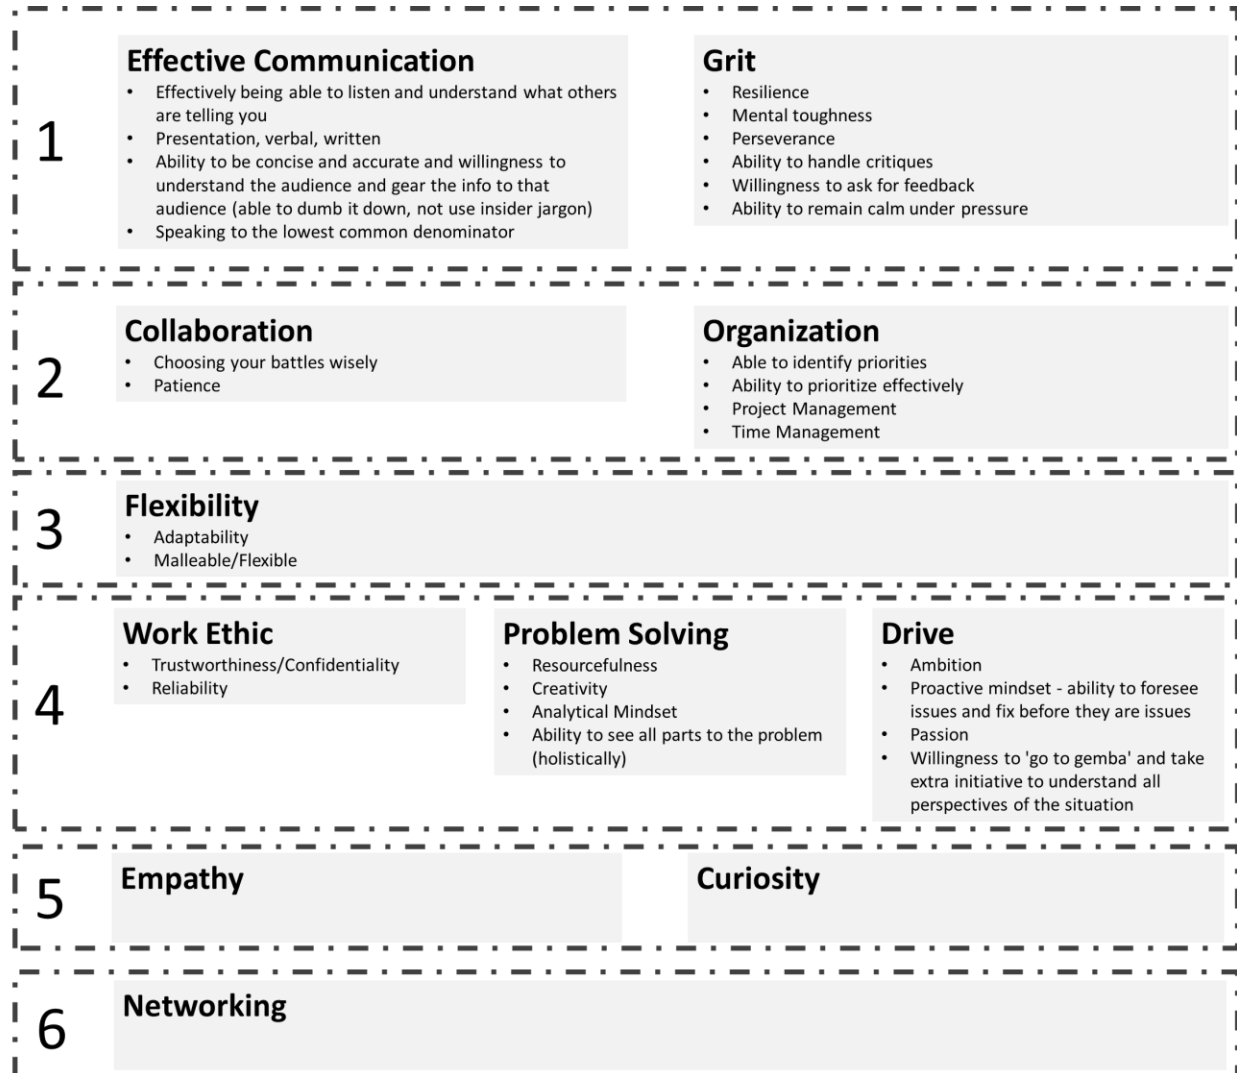 1
Effective Communication
• Effectively being able to listen and understand what others
are telling you
• Presentation, verbal, written
• Ability to be concise and accurate and willingness to
understand the audience and gear the info to that
audience (able to dumb it down, not use insider jargon)
• Speaking to the lowest common denominator
Grit
• Resilience
• Mental toughness
• Perseverance
• Ability to handle critiques
• Willingness to ask for feedback
• Ability to remain calm under pressure
2
Collaboration
• Choosing your battles wisely
• Patience
Organization
• Able to identify priorities
• Ability to prioritize effectively
• Project Management
• Time Management
3
Flexibility
• Adaptability
• Malleable/Flexible
4
Work Ethic
• Trustworthiness/Confidentiality
• Reliability
Problem Solving
• Resourcefulness
• Creativity
• Analytical Mindset
• Ability to see all parts to the problem
(holistically)
Drive
• Ambition
• Proactive mindset - ability to foresee
issues and fix before they are issues
• Passion
• Willingness to 'go to gemba' and take
extra initiative to understand all
perspectives of the situation
5
Empathy
Curiosity
6
Networking